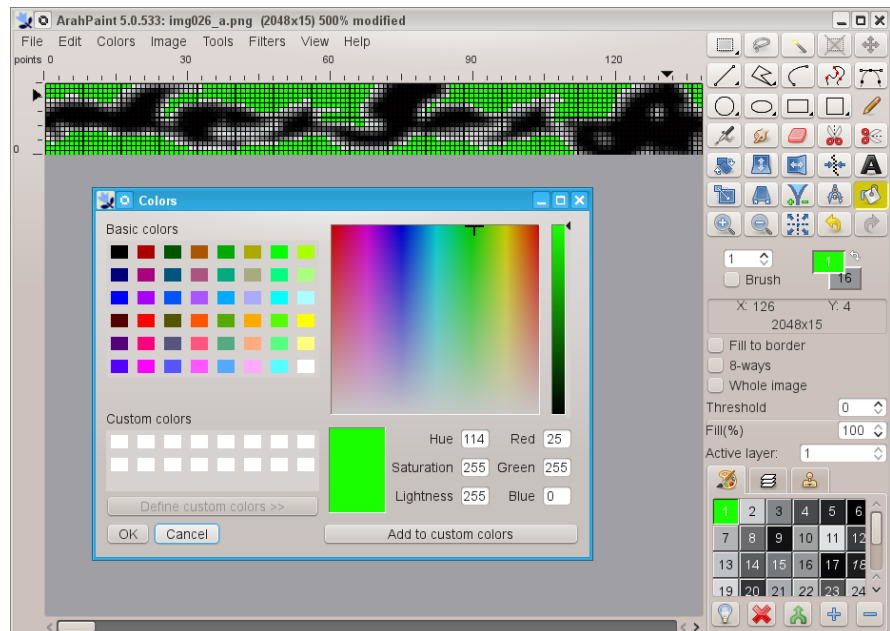 ArahPaint 5.0.533: img026_a.png (2048x15) 500% modified
File Edit Colors Image Tools Filters View Help
points 0 30 60 90 120
0
Colors
Basic colors
Custom colors
Define custom colors >>
Hue 114 Red 25
Saturation 255 Green 255
Lightness 255 Blue 0
OK Cancel Add to custom colors
A
1 1
Brush 16
X: 126 Y: 4
2048x15
Fill to border
8-ways
Whole image
Threshold 0
Fill(%) 100
Active layer: 1
1 2 3 4 5 6
7 8 9 10 11 12
13 14 15 16 17 18
19 20 21 22 23 24